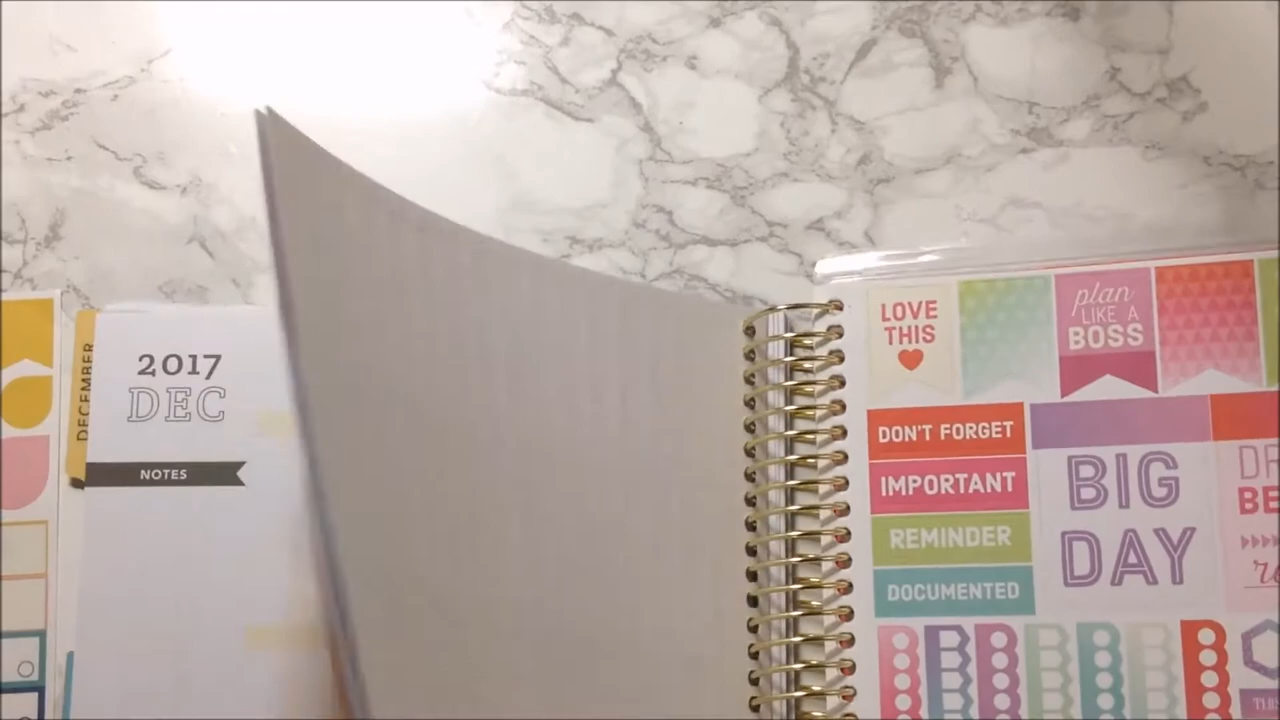 DECEMBER
2017
DEC
NOTES
LOVE
THIS
plan
LIKE A
BOSS
DON'T FORGET
IMPORTANT
REMINDER
DOCUMENTED
BIG
DAY